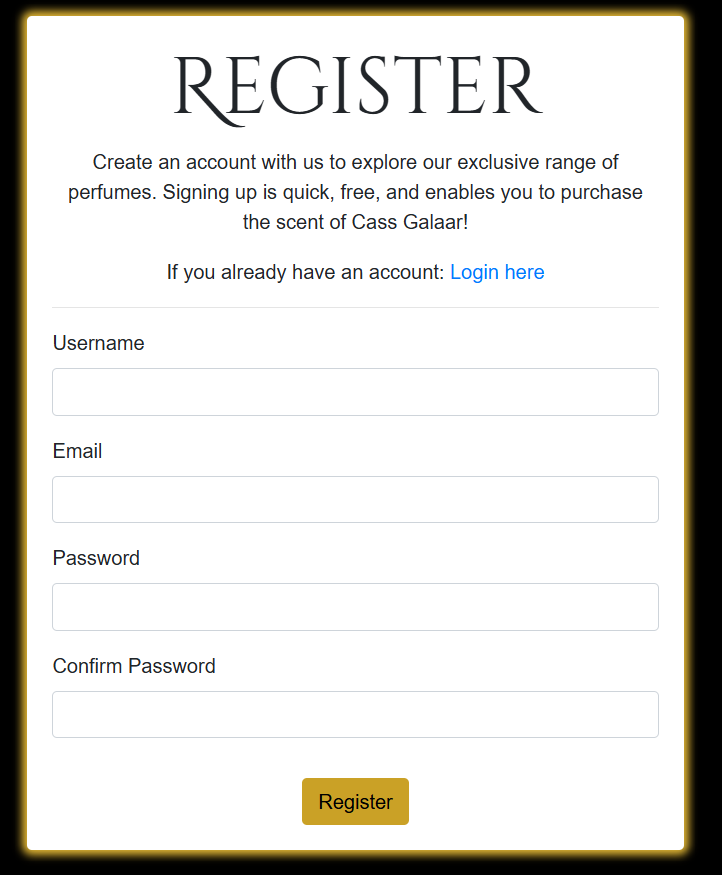 REGISTER
Create an account with us to explore our exclusive range of
perfumes. Signing up is quick, free, and enables you to purchase
the scent of Cass Galaar!
If you already have an account: Login here
Username
Email
Password
Confirm Password
Register